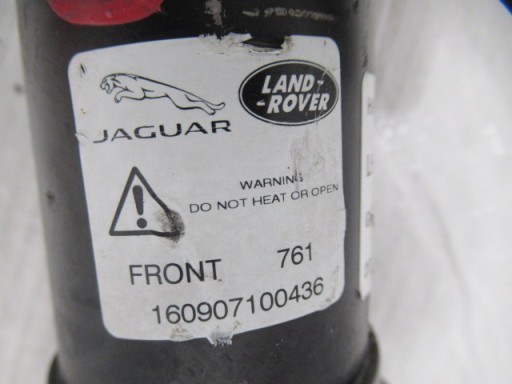 JAGUAR
LAND-
-ROVER
WARNING
DO NOT HEAT OR OPEN
FRONT 761
160907100436